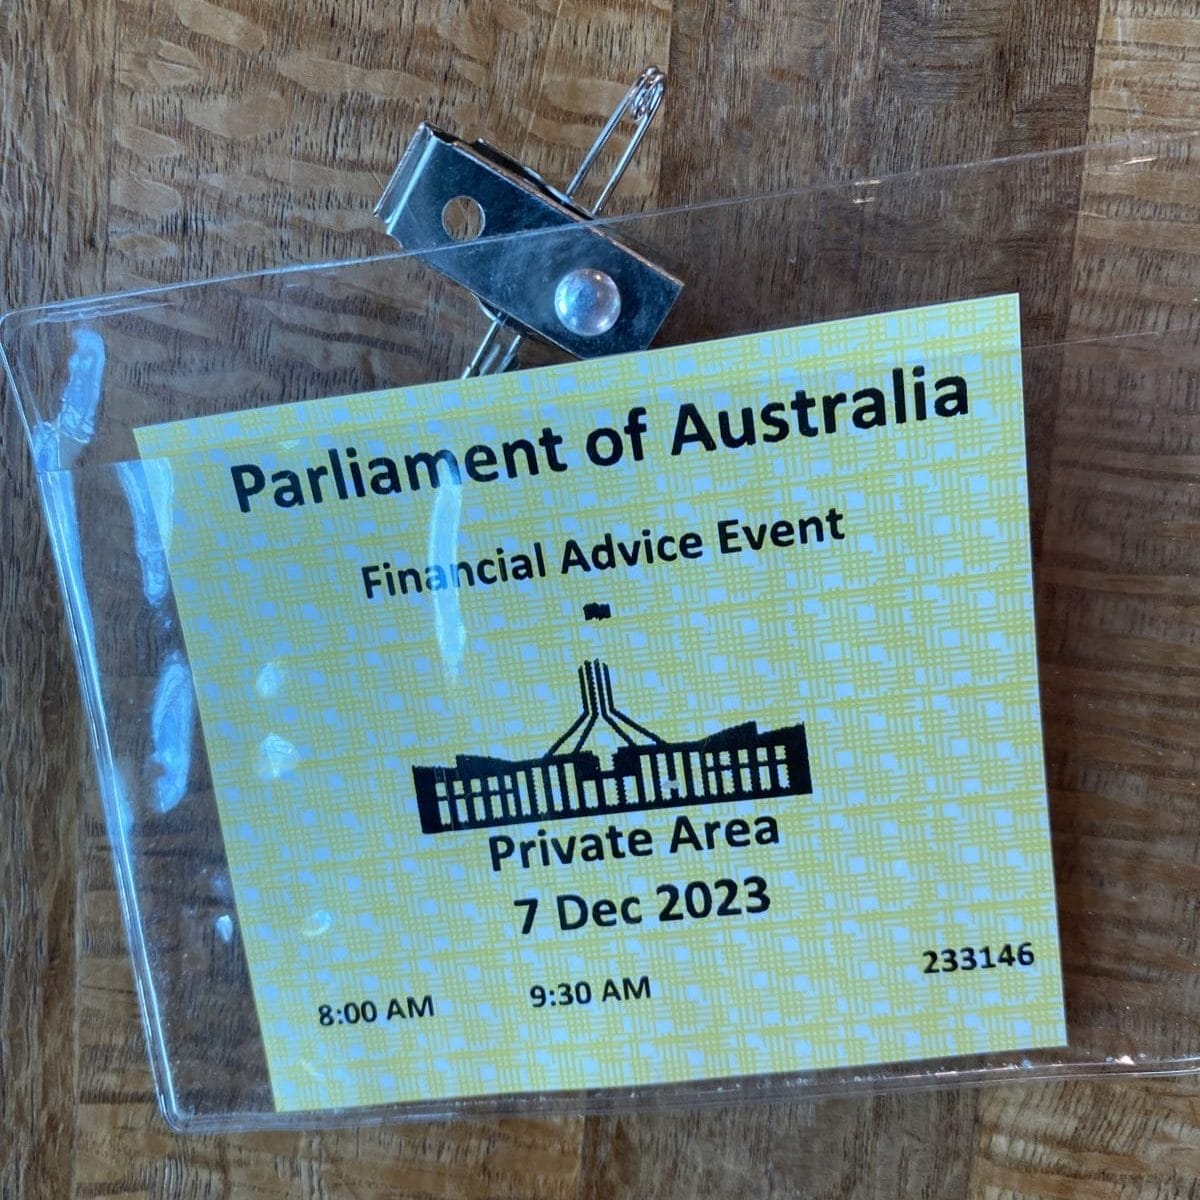 Parliament of Australia
Financial Advice Event
Private Area
7 Dec 2023
233146
8:00 AM 9:30 AM